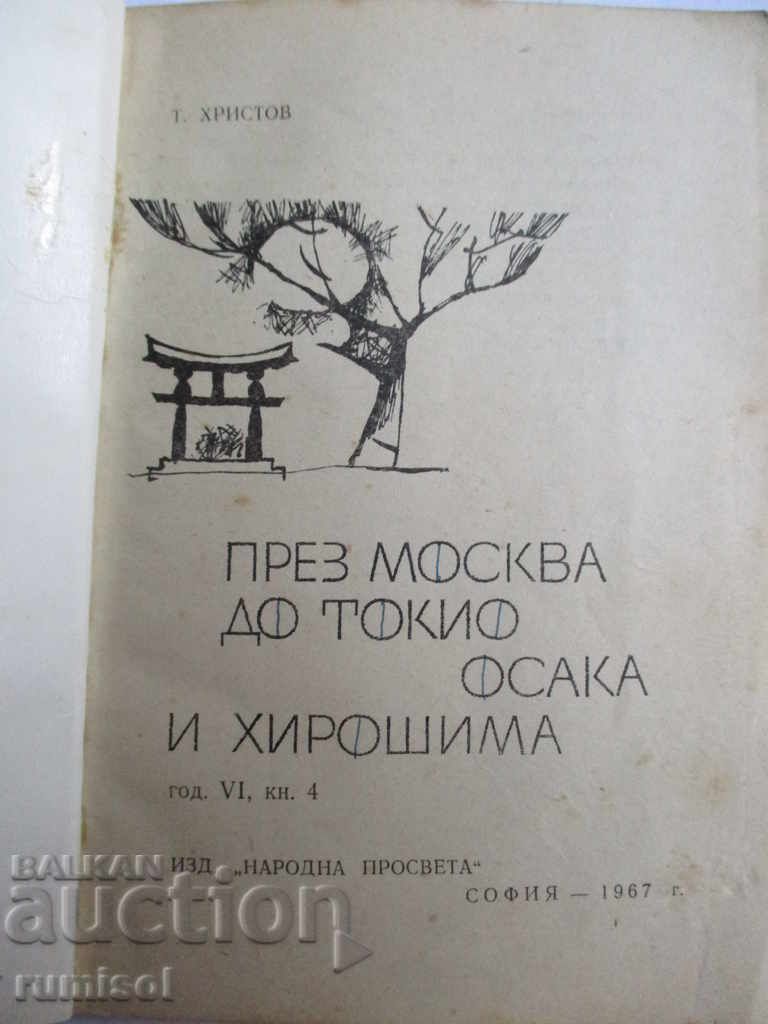 Т. ХРИСТОВ
ПРЕЗ МОСКВА
ДО ТОКИО
ОСАКА
И ХИРОШИМА
год. VI, кн. 4
ИЗД. „НАРОДНА ПРОСВЕТА“
СОФИЯ — 1967 г.
BALKAN
auction
rumisol